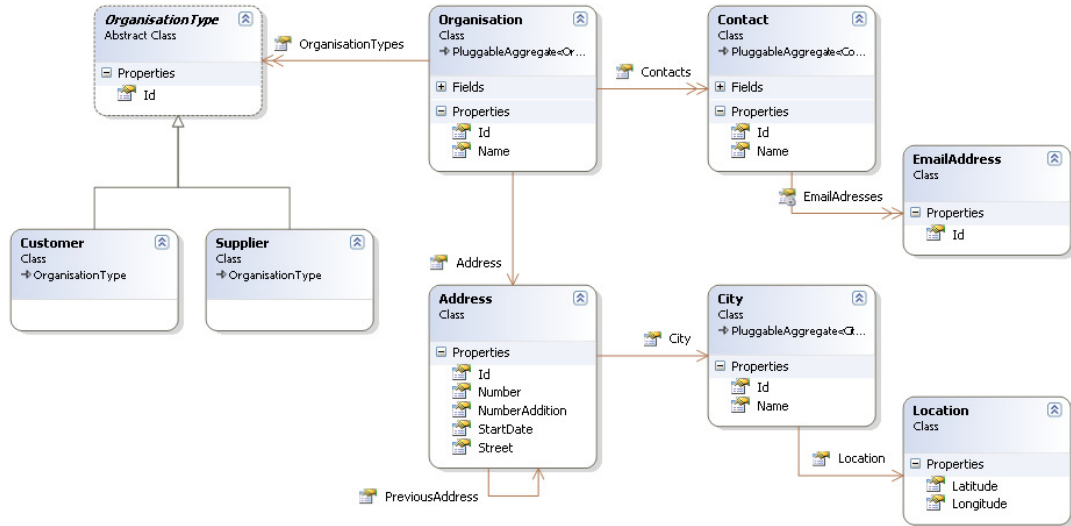 OrganisationType
Abstract Class
Properties
Id
OrganisationTypes
Organisation
Class
PluggableAggregate<Or...
Fields
Properties
Id
Name
Contacts
Contact
Class
PluggableAggregate<Co...
Fields
Properties
Id
Name
EmailAdresses
EmailAddress
Class
Properties
Id
Customer
Class
OrganisationType
Supplier
Class
OrganisationType
Address
Address
Class
Properties
Id
Number
NumberAddition
StartDate
Street
PreviousAddress
City
City
Class
PluggableAggregate<Cit...
Properties
Id
Name
Location
Location
Class
Properties
Latitude
Longitude